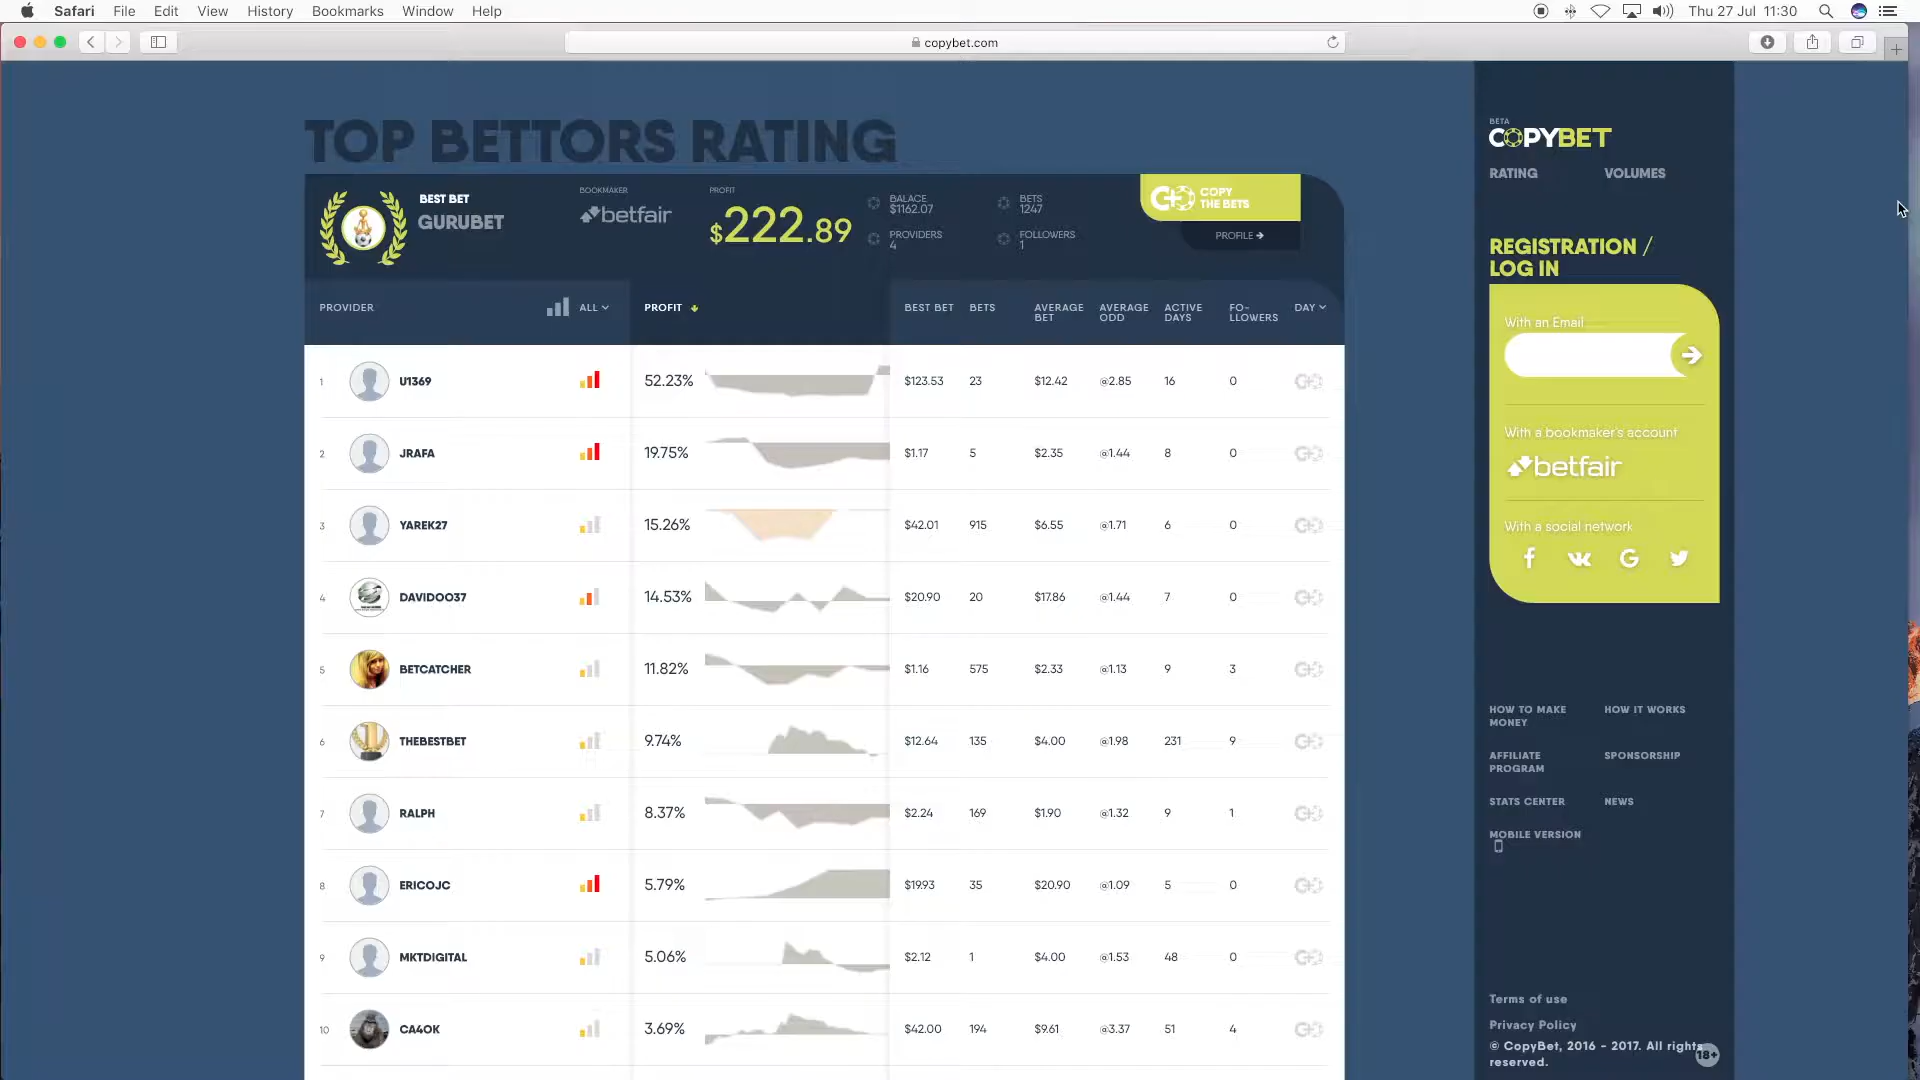 Safari File Edit View History Bookmarks Window Help Thu 27 Jul 11:30
copybet.com
TOP BETTORS RATING
BEST BET
GURUBET
BOOKMAKER
betfair
PROFIT
$222.89
BALACE
$1162.07
BETS
1247
PROVIDERS
4
FOLLOWERS
1
COPY
THE BETS
PROFILE
PROVIDER ALL PROFIT BEST BET BETS AVERAGE BET AVERAGE ODD ACTIVE DAYS FO-LLOWERS DAY
1 U1369 52.23% $123.53 23 $12.42 @2.85 16 0
2 JRAFA 19.75% $1.17 5 $2.35 @1.44 8 0
3 YAREK27 15.26% $42.01 915 $6.55 @1.71 6 0
4 DAVIDOO37 14.53% $20.90 20 $17.86 @1.44 7 0
5 BETCATCHER 11.82% $1.16 575 $2.33 @1.13 9 3
6 THEBESTBET 9.74% $12.64 135 $4.00 @1.98 231 9
7 RALPH 8.37% $2.24 169 $1.90 @1.32 9 1
8 ERICOJC 5.79% $19.93 35 $20.90 @1.09 5 0
9 MKTDIGITAL 5.06% $2.12 1 $4.00 @1.53 48 0
10 CA4OK 3.69% $42.00 194 $9.61 @3.37 51 4
BETA
COPYBET
RATING VOLUMES
REGISTRATION /
LOG IN
With an Email
With a bookmaker's account
betfair
With a social network
HOW TO MAKE
MONEY
HOW IT WORKS
AFFILIATE
PROGRAM
SPONSORSHIP
STATS CENTER NEWS
MOBILE VERSION
Terms of use
Privacy Policy
© CopyBet, 2016 - 2017. All rights
reserved.
18+